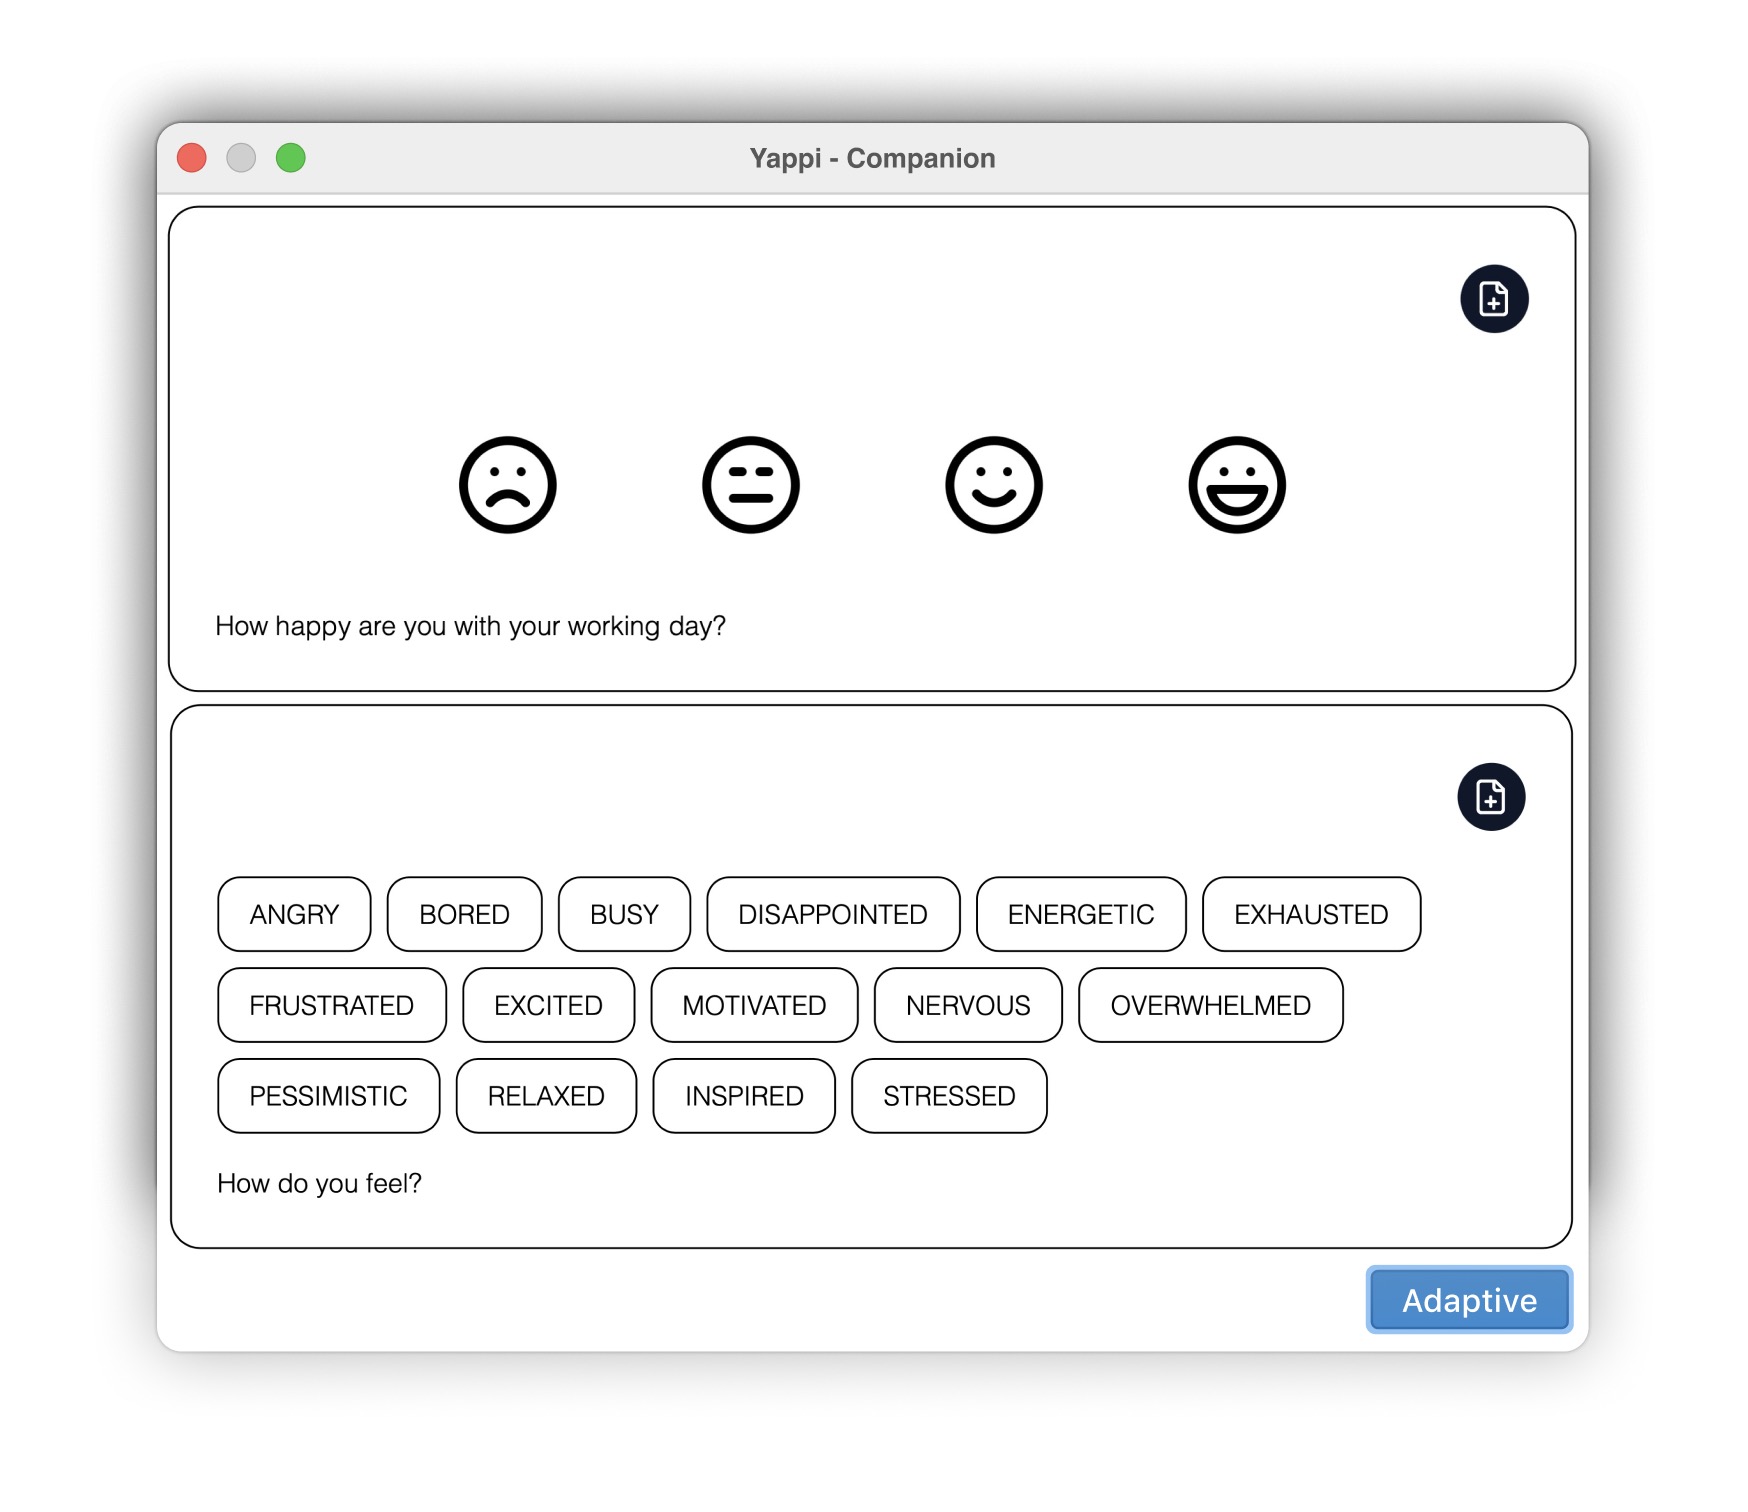 Yappi - Companion
How happy are you with your working day?
ANGRY BORED BUSY DISAPPOINTED ENERGETIC EXHAUSTED
FRUSTRATED EXCITED MOTIVATED NERVOUS OVERWHELMED
PESSIMISTIC RELAXED INSPIRED STRESSED
How do you feel?
Adaptive